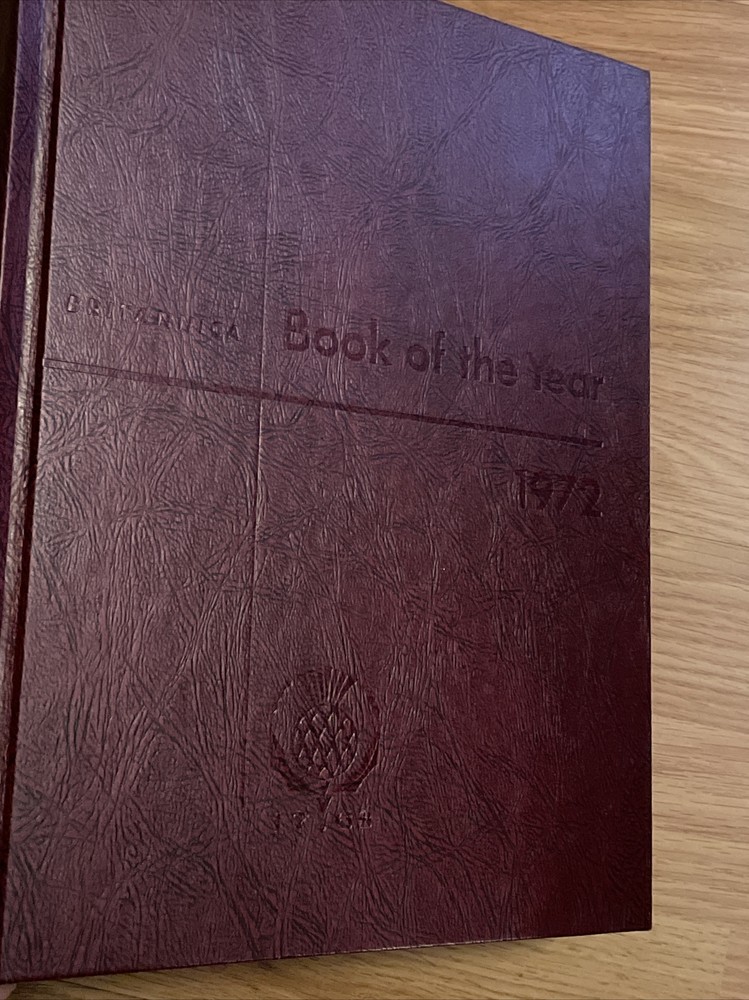 BRITANNICA Book of the Year
1972
1768